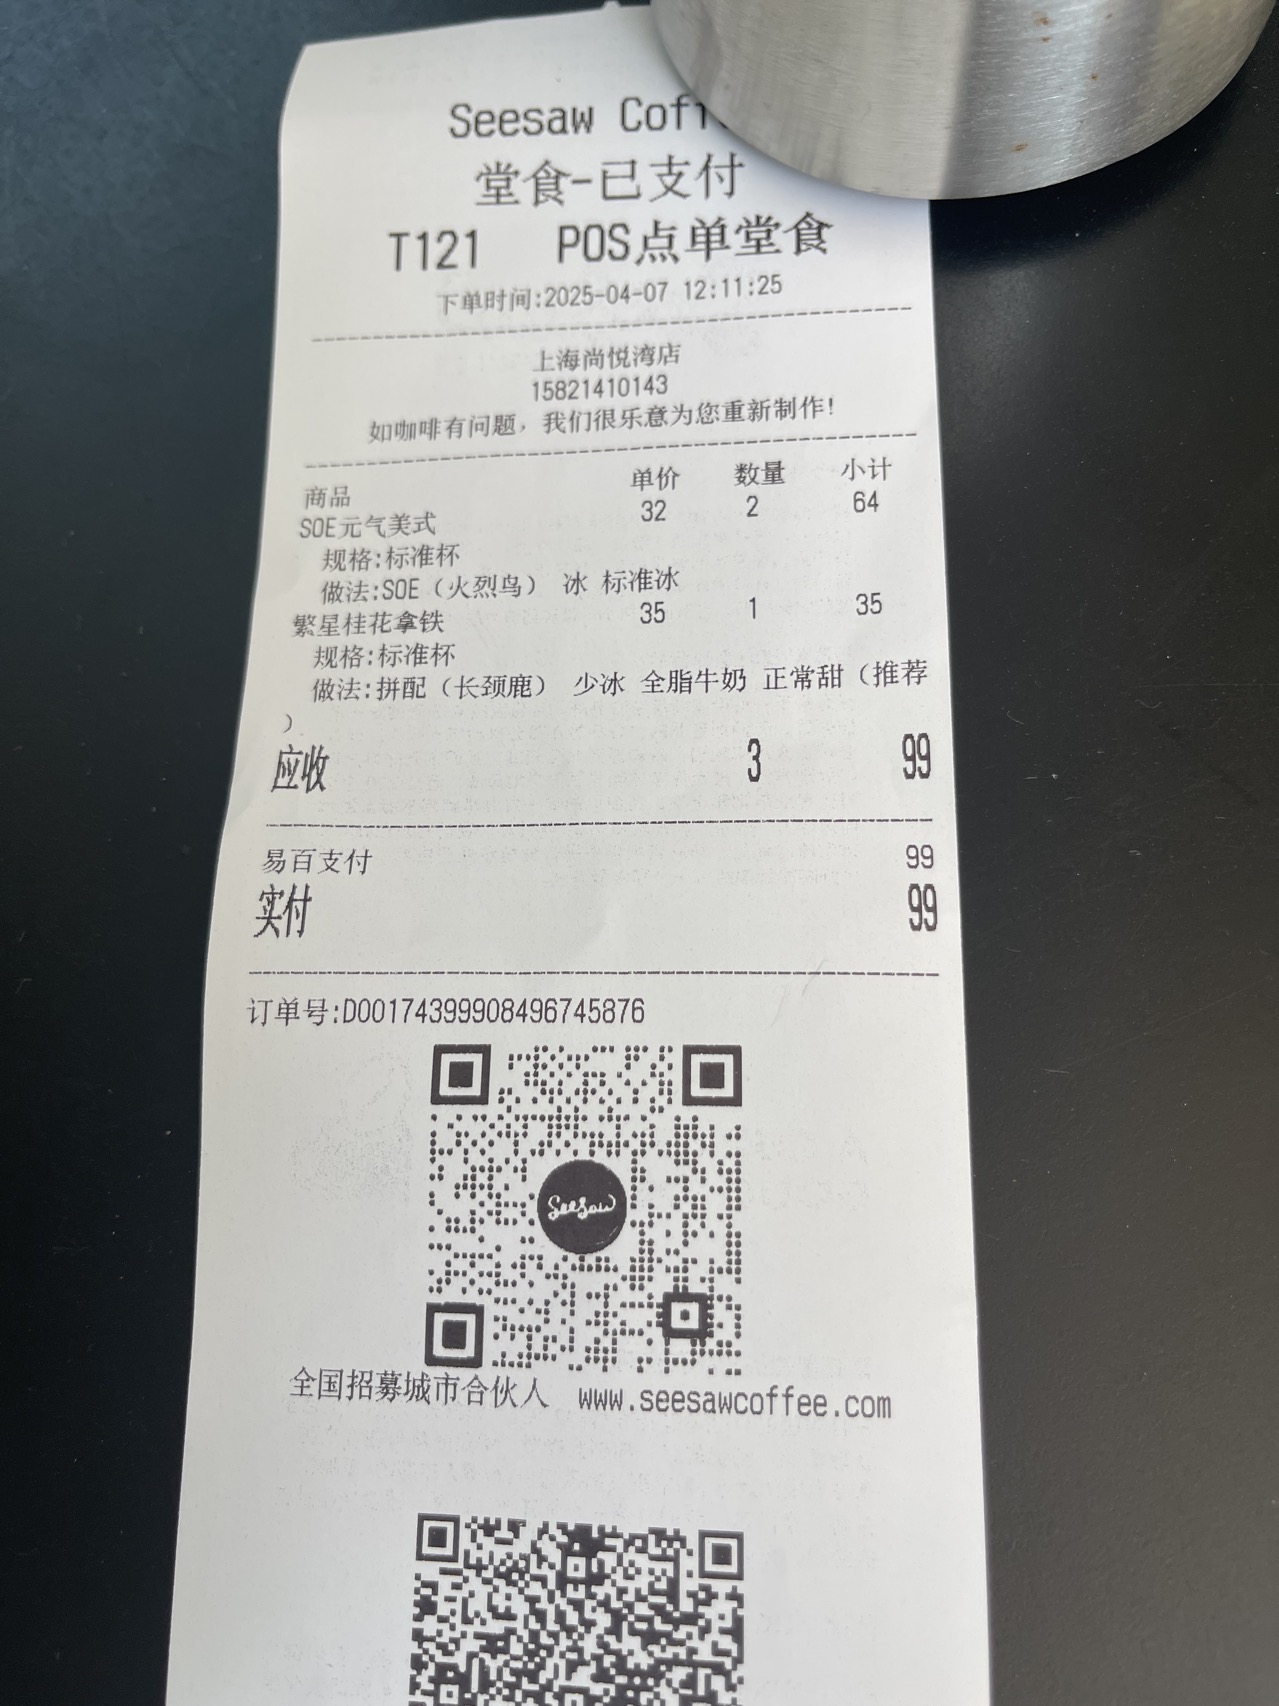 Seesaw Coff
堂食-已支付
T121 POS点单堂食
下单时间:2025-04-07 12:11:25
上海尚悦湾店
15821410143
如咖啡有问题，我们很乐意为您重新制作！
商品 单价 数量 小计
SOE元气美式 32 2 64
规格:标准杯
做法:SOE（火烈鸟） 冰 标准冰
繁星桂花拿铁 35 1 35
规格:标准杯
做法:拼配（长颈鹿） 少冰 全脂牛奶 正常甜（推荐
）
应收 3 99
易百支付 99
实付 99
订单号:D001743999908496745876
seesaw
全国招募城市合伙人 www.seesawcoffee.com